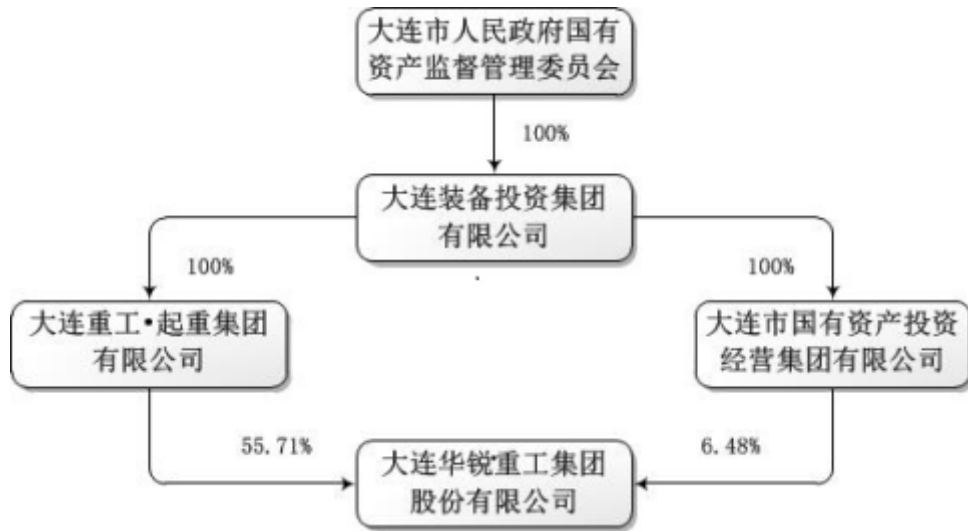 大连市人民政府国有
资产监督管理委员会
100%
大连装备投资集团
有限公司
100%
100%
大连重工•起重集团
有限公司
大连市国有资产投资
经营集团有限公司
55.71%
6.48%
大连华锐重工集团
股份有限公司